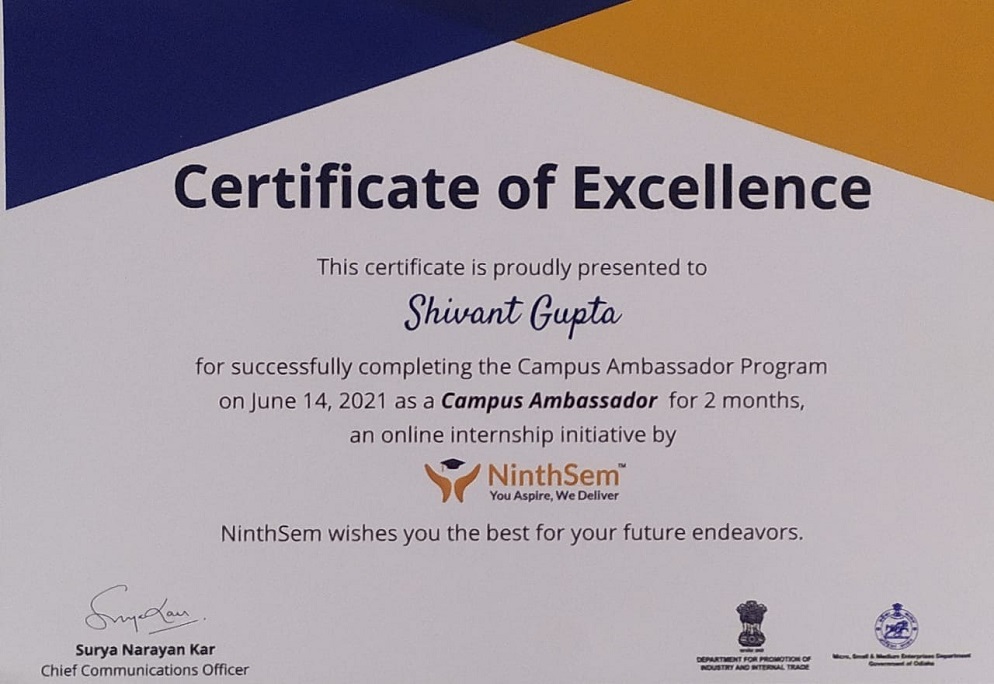 Certificate of Excellence
This certificate is proudly presented to
Shivant Gupta
for successfully completing the Campus Ambassador Program
on June 14, 2021 as a Campus Ambassador for 2 months,
an online internship initiative by
NinthSem™
You Aspire, We Deliver
NinthSem wishes you the best for your future endeavors.
SuryaKar
Surya Narayan Kar
Chief Communications Officer
DEPARTMENT FOR PROMOTION OF
INDUSTRY AND INTERNAL TRADE
Micro, Small & Medium Enterprises Department
Government of Odisha